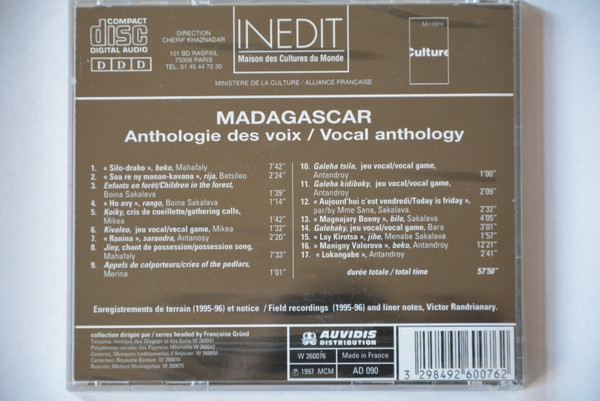 COMPACT
disc
DIGITAL AUDIO
DDD
DIRECTION
CHÉRIF KHAZNADAR
101 BD RASPAIL
75006 PARIS
TEL. 01 45 44 72 30
INEDIT
Maison des Cultures du Monde
MINISTERE DE LA CULTURE / ALLIANCE FRANÇAISE
Ministère
Culture
MADAGASCAR
Anthologie des voix / Vocal anthology
1. « Silo-draho », beko, Mahafaly 7'42"
2. « Soa re my manan-kavana », rija, Betsileo 2'24"
3. Enfants en forêt/Children in the forest,
Boina Sakalava 1'39"
4. « Ho avy », rango, Boina Sakalava 1'14"
5. Koiky, cris de cueillette/gathering calls,
Mikea 1'42"
6. Kivaleo, jeu vocal/vocal game, Mikea 1'32"
7. « Ranina », sarandra, Antanosy 2'20"
8. Jiny, chant de possession/possession song,
Mahafaly 7'33"
9. Appels de colporteurs/cries of the pedlars,
Merina 1'01"
10. Galeha tsila, jeu vocal/vocal game,
Antandroy 1'00"
11. Galeha kidiboky, jeu vocal/vocal game,
Antandroy 2'09"
12. « Aujourd'hui c'est vendredi/Today is friday »,
par/by Mme Sana, Sakalava. 2'32"
13. « Magnajary Boeny », bilo, Sakalava 4'05"
14. Galehaky, jeu vocal/vocal game, Bara 3'01"
15. « Lay Kirotsa », jihe, Menabe Sakalava 1'57"
16. « Manigny Valorova », beko, Antandroy 12'21"
17. « Lokangabe », Antandroy 2'41"
durée totale / total time 57'50"
Enregistrements de terrain (1995-96) et notice / Field recordings (1995-96) and liner notes, Victor Randrianary.
collection dirigée par / series headed by Françoise Gründ
AUVIDIS
DISTRIBUTION
W 260076
Made in France
℗ 1997 MCM
AD 090
3 298492 600762